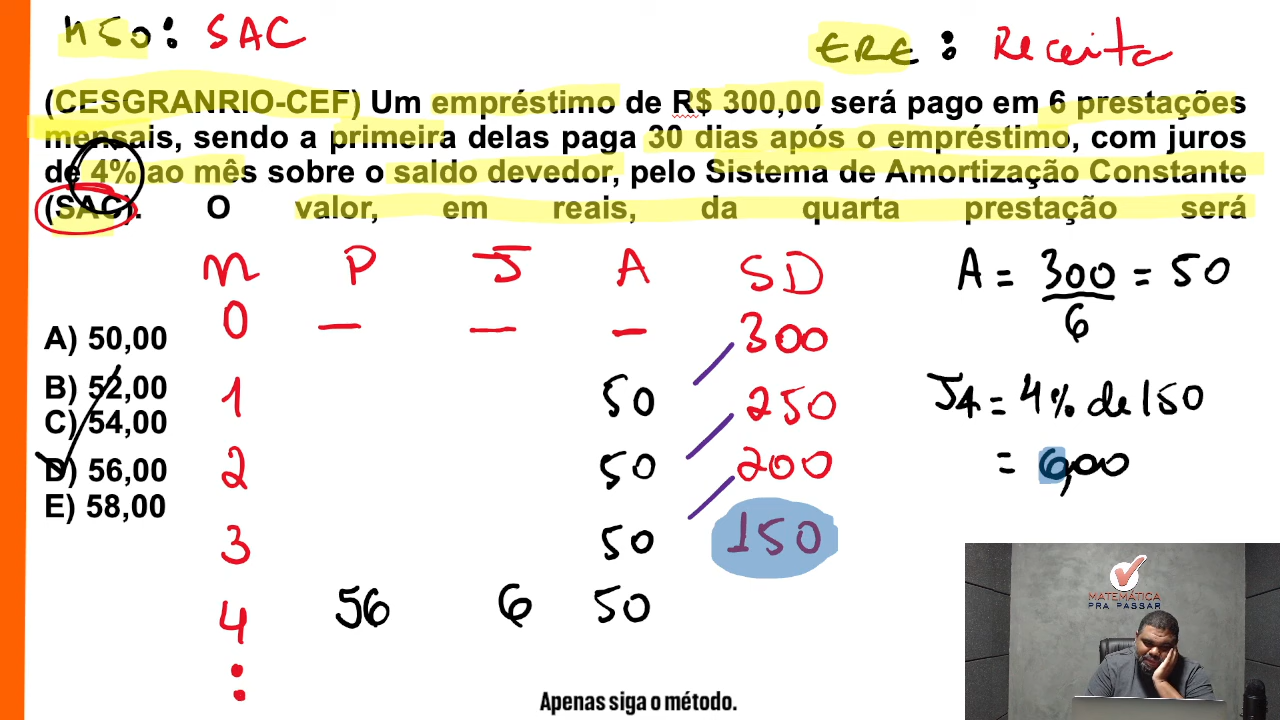 M50: SAC
ERE: Receita
(CESGRANRIO-CEF) Um empréstimo de R$ 300,00 será pago em 6 prestações
mensais, sendo a primeira delas paga 30 dias após o empréstimo, com juros
de 4% ao mês sobre o saldo devedor, pelo Sistema de Amortização Constante
(SAC). O valor, em reais, da quarta prestação será
A) 50,00
B) 52,00
C) 54,00
D) 56,00
E) 58,00
n P J A SD
0 — — — 300
1 50 250
2 50 200
3 50 150
4 56 6 50
A = 300/6 = 50
J4 = 4% de 150
= 6,00
MATEMÁTICA
PRA PASSAR
Apenas siga o método.